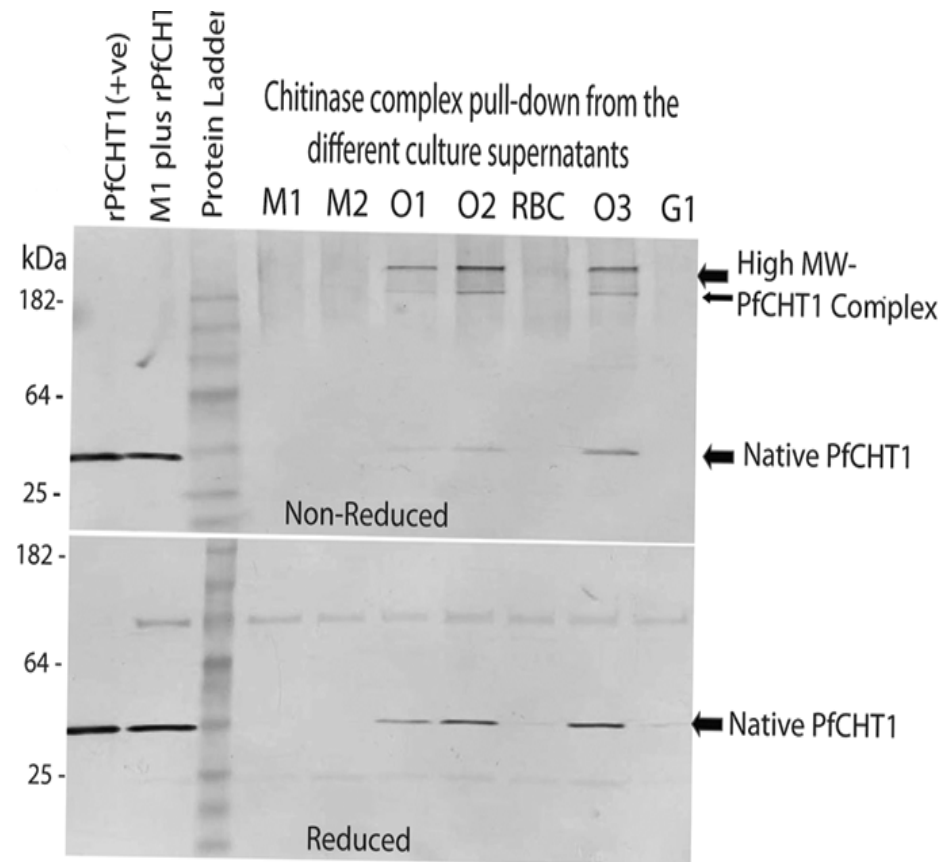 rPfCHT1(+ve)
M1 plus rPfCHT
Protein Ladder
Chitinase complex pull-down from the
different culture supernatants
M1 M2 O1 O2 RBC O3 G1
kDa
182-
64 -
25 -
High MW-
PfCHT1 Complex
Native PfCHT1
Non-Reduced
182 -
64 -
25 -
Native PfCHT1
Reduced